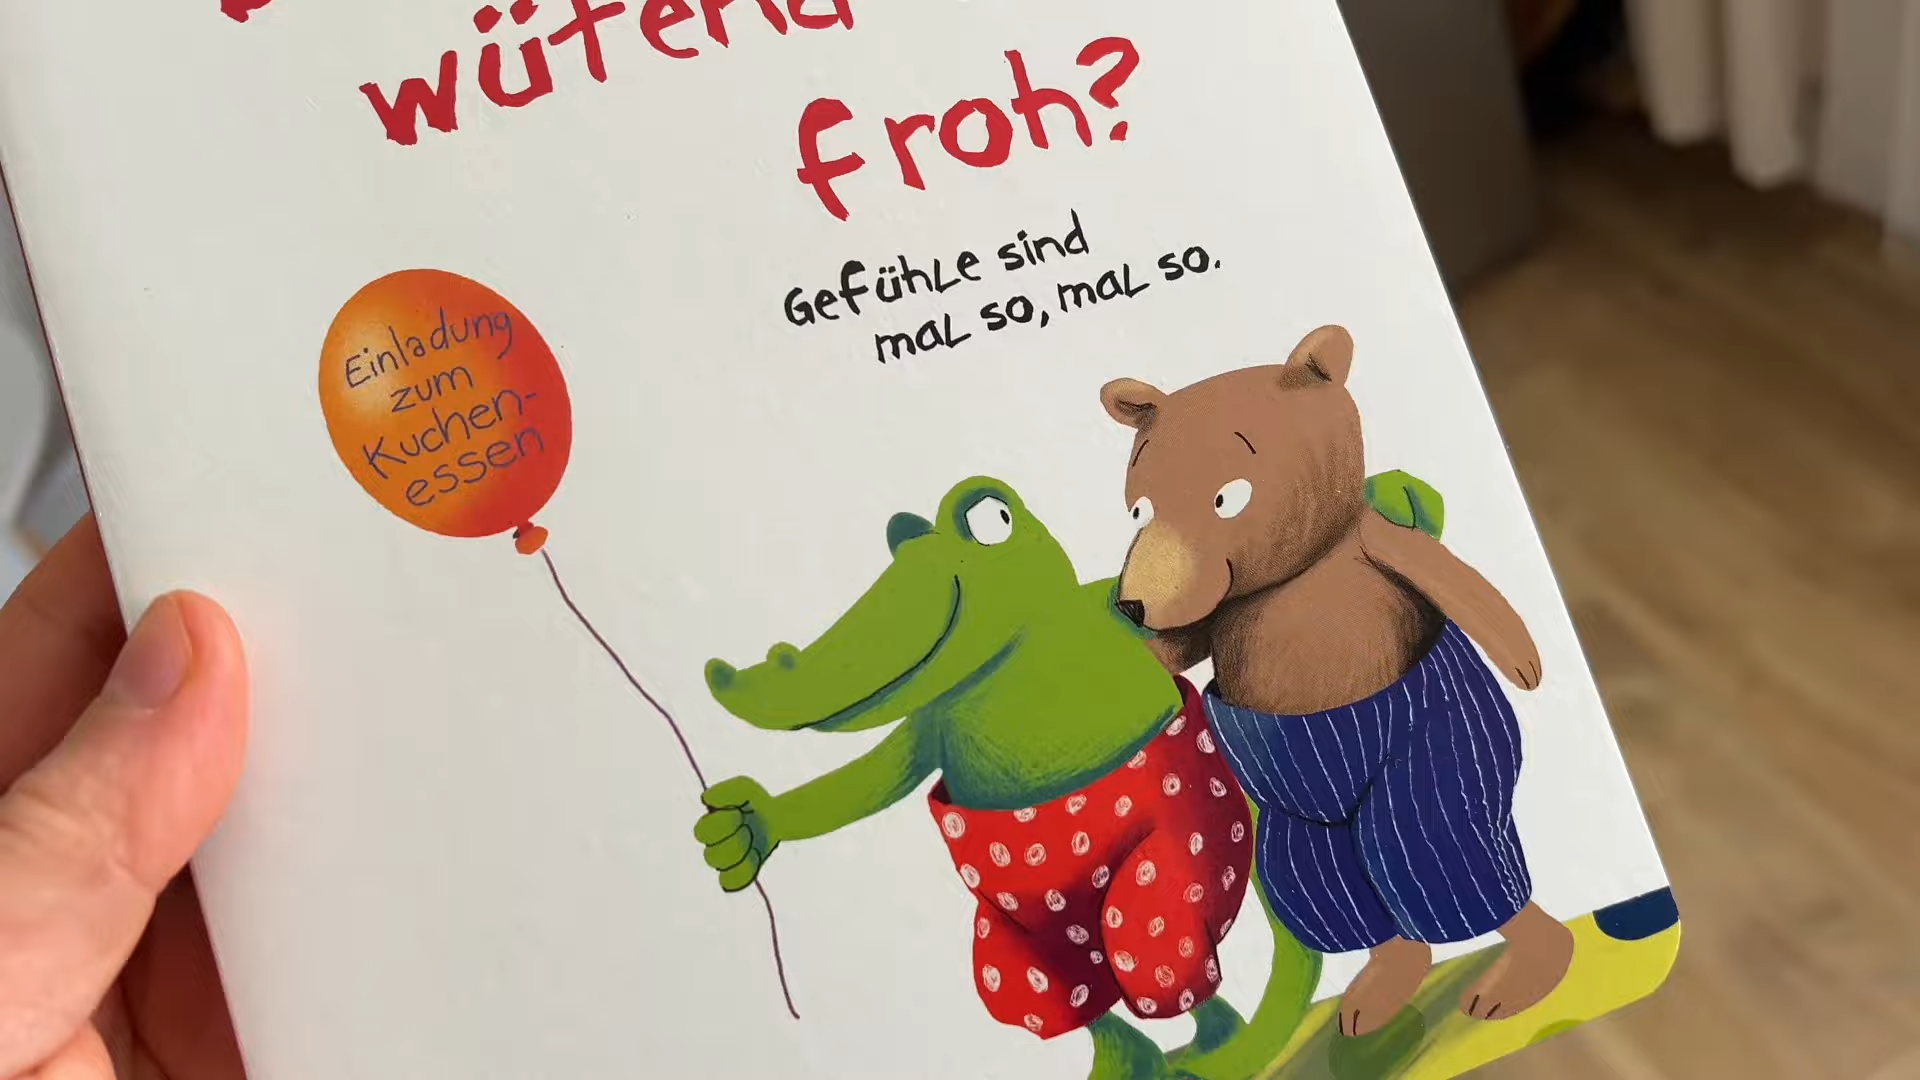 wütend
froh?
Gefühle sind
mal so, mal so.
Einladung
zum
Kuchen-
essen